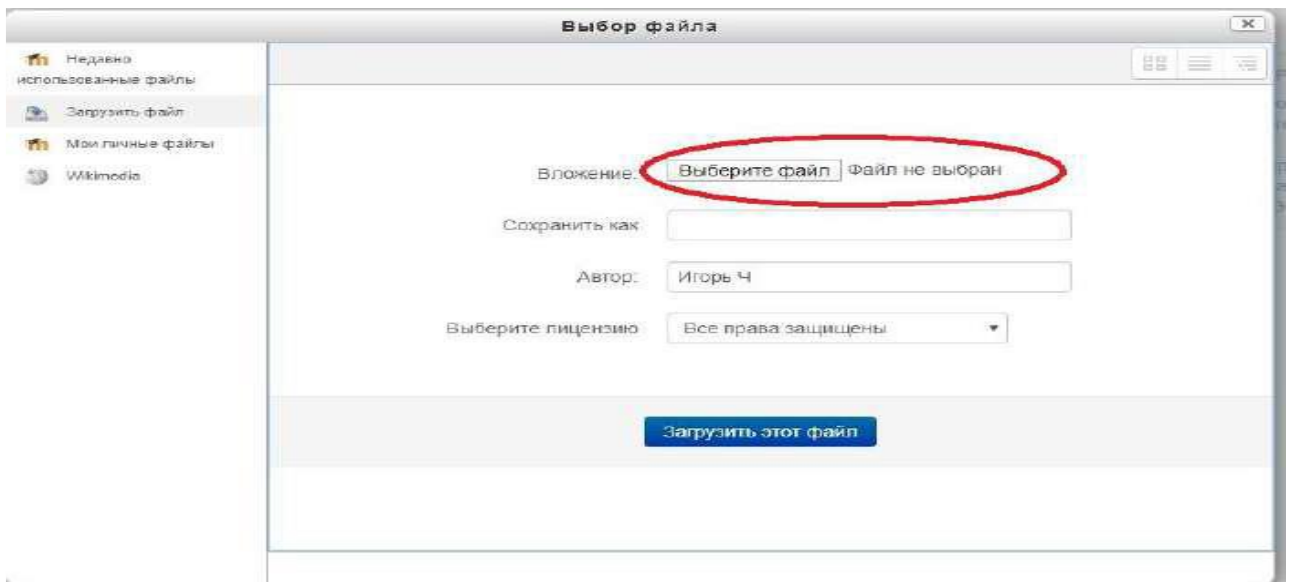 Выбор файла
Недавно
использованные файлы
Загрузить файл
Мои личные файлы
Wikimedia
Вложение:
Выберите файл Файл не выбран
Сохранить как
Автор:
Игорь Ч
Выберите лицензию
Все права защищены
Загрузить этот файл